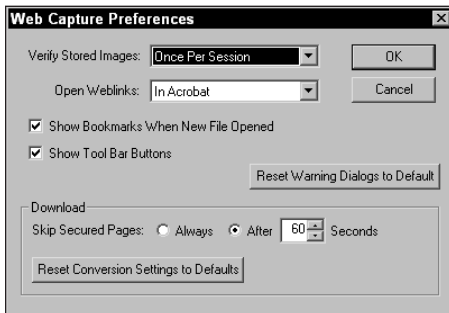 Web Capture Preferences
Verify Stored Images: Once Per Session OK
Open Weblinks: In Acrobat Cancel
Show Bookmarks When New File Opened
Show Tool Bar Buttons
Reset Warning Dialogs to Default
Download
Skip Secured Pages: Always After 60 Seconds
Reset Conversion Settings to Defaults